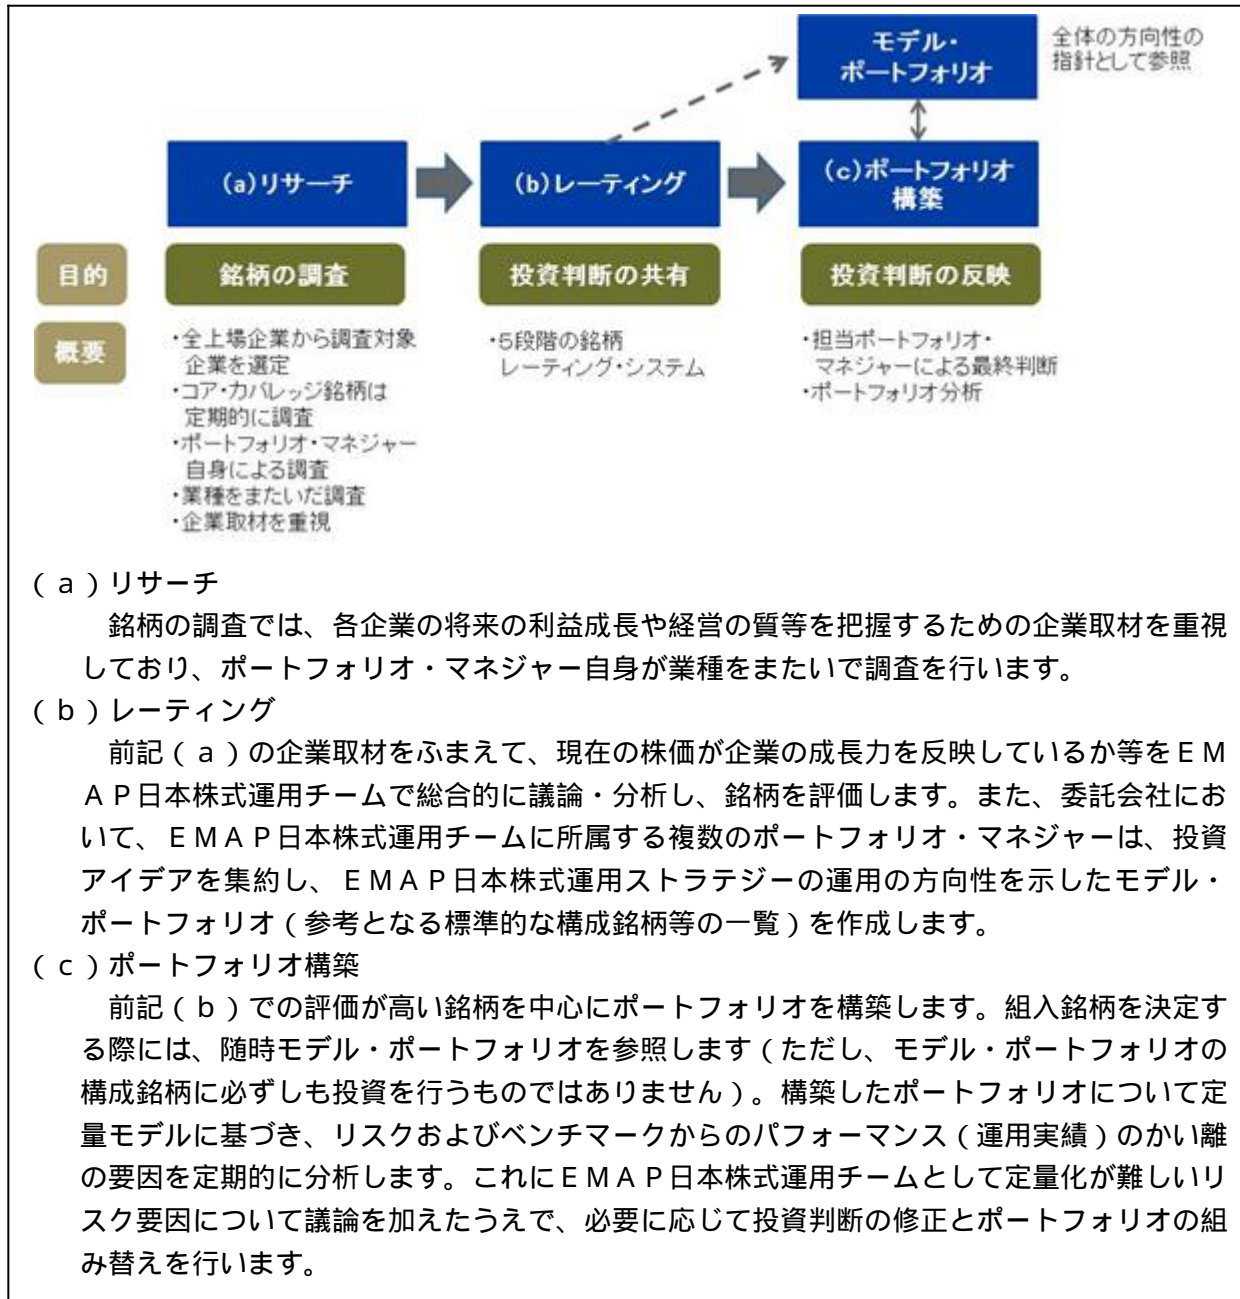 モデル・
ポートフォリオ
全体の方向性の
指針として参照
(a)リサーチ
(b)レーティング
(c)ポートフォリオ
構築
目的
銘柄の調査
投資判断の共有
投資判断の反映
概要
・全上場企業から調査対象
企業を選定
・コア・カバレッジ銘柄は
定期的に調査
・ポートフォリオ・マネジャー
自身による調査
・業種をまたいだ調査
・企業取材を重視
・5段階の銘柄
レーティング・システム
・担当ポートフォリオ・
マネジャーによる最終判断
・ポートフォリオ分析
(a)リサーチ
銘柄の調査では、各企業の将来の利益成長や経営の質等を把握するための企業取材を重視
しており、ポートフォリオ・マネジャー自身が業種をまたいで調査を行います。
(b)レーティング
前記(a)の企業取材をふまえて、現在の株価が企業の成長力を反映しているか等をEM
AP日本株式運用チームで総合的に議論・分析し、銘柄を評価します。また、委託会社にお
いて、EMAP日本株式運用チームに所属する複数のポートフォリオ・マネジャーは、投資
アイデアを集約し、EMAP日本株式運用ストラテジーの運用の方向性を示したモデル・
ポートフォリオ(参考となる標準的な構成銘柄等の一覧)を作成します。
(c)ポートフォリオ構築
前記(b)での評価が高い銘柄を中心にポートフォリオを構築します。組入銘柄を決定す
る際には、随時モデル・ポートフォリオを参照します(ただし、モデル・ポートフォリオの
構成銘柄に必ずしも投資を行うものではありません)。構築したポートフォリオについて定
量モデルに基づき、リスクおよびベンチマークからのパフォーマンス(運用実績)のかい離
の要因を定期的に分析します。これにEMAP日本株式運用チームとして定量化が難しいリ
スク要因について議論を加えたうえで、必要に応じて投資判断の修正とポートフォリオの組
み替えを行います。